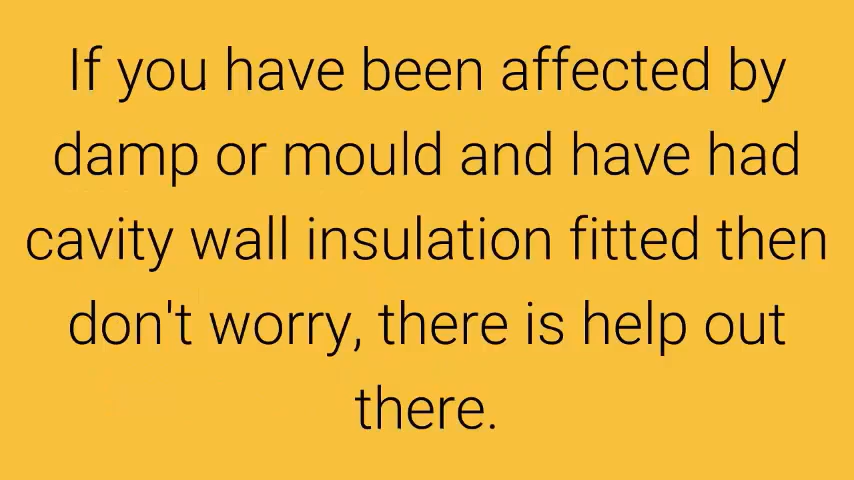 If you have been affected by
damp or mould and have had
cavity wall insulation fitted then
don't worry, there is help out
there.